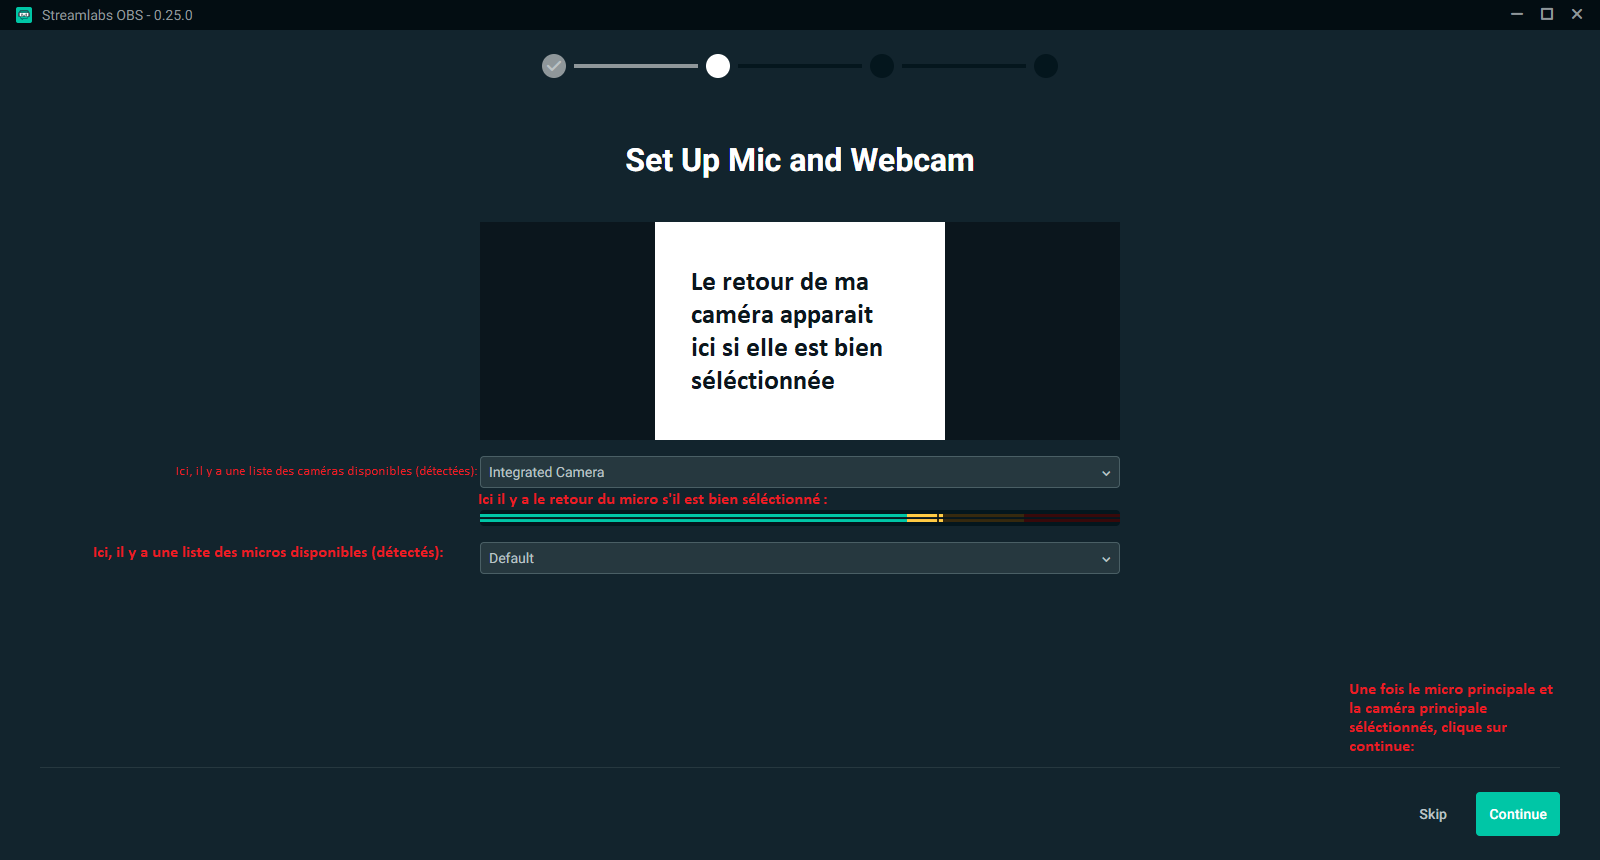 Streamlabs OBS - 0.25.0
Set Up Mic and Webcam
Le retour de ma
caméra apparait
ici si elle est bien
séléctionnée
Ici, il y a une liste des caméras disponibles (détectées):
Integrated Camera
Ici il y a le retour du micro s'il est bien séléctionné :
Ici, il y a une liste des micros disponibles (détectés):
Default
Une fois le micro principale et
la caméra principale
séléctionnés, clique sur
continue:
Skip
Continue